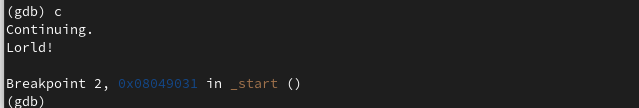 (gdb) c
Continuing.
Lorld!
Breakpoint 2, 0x08049031 in _start ()
(gdb)